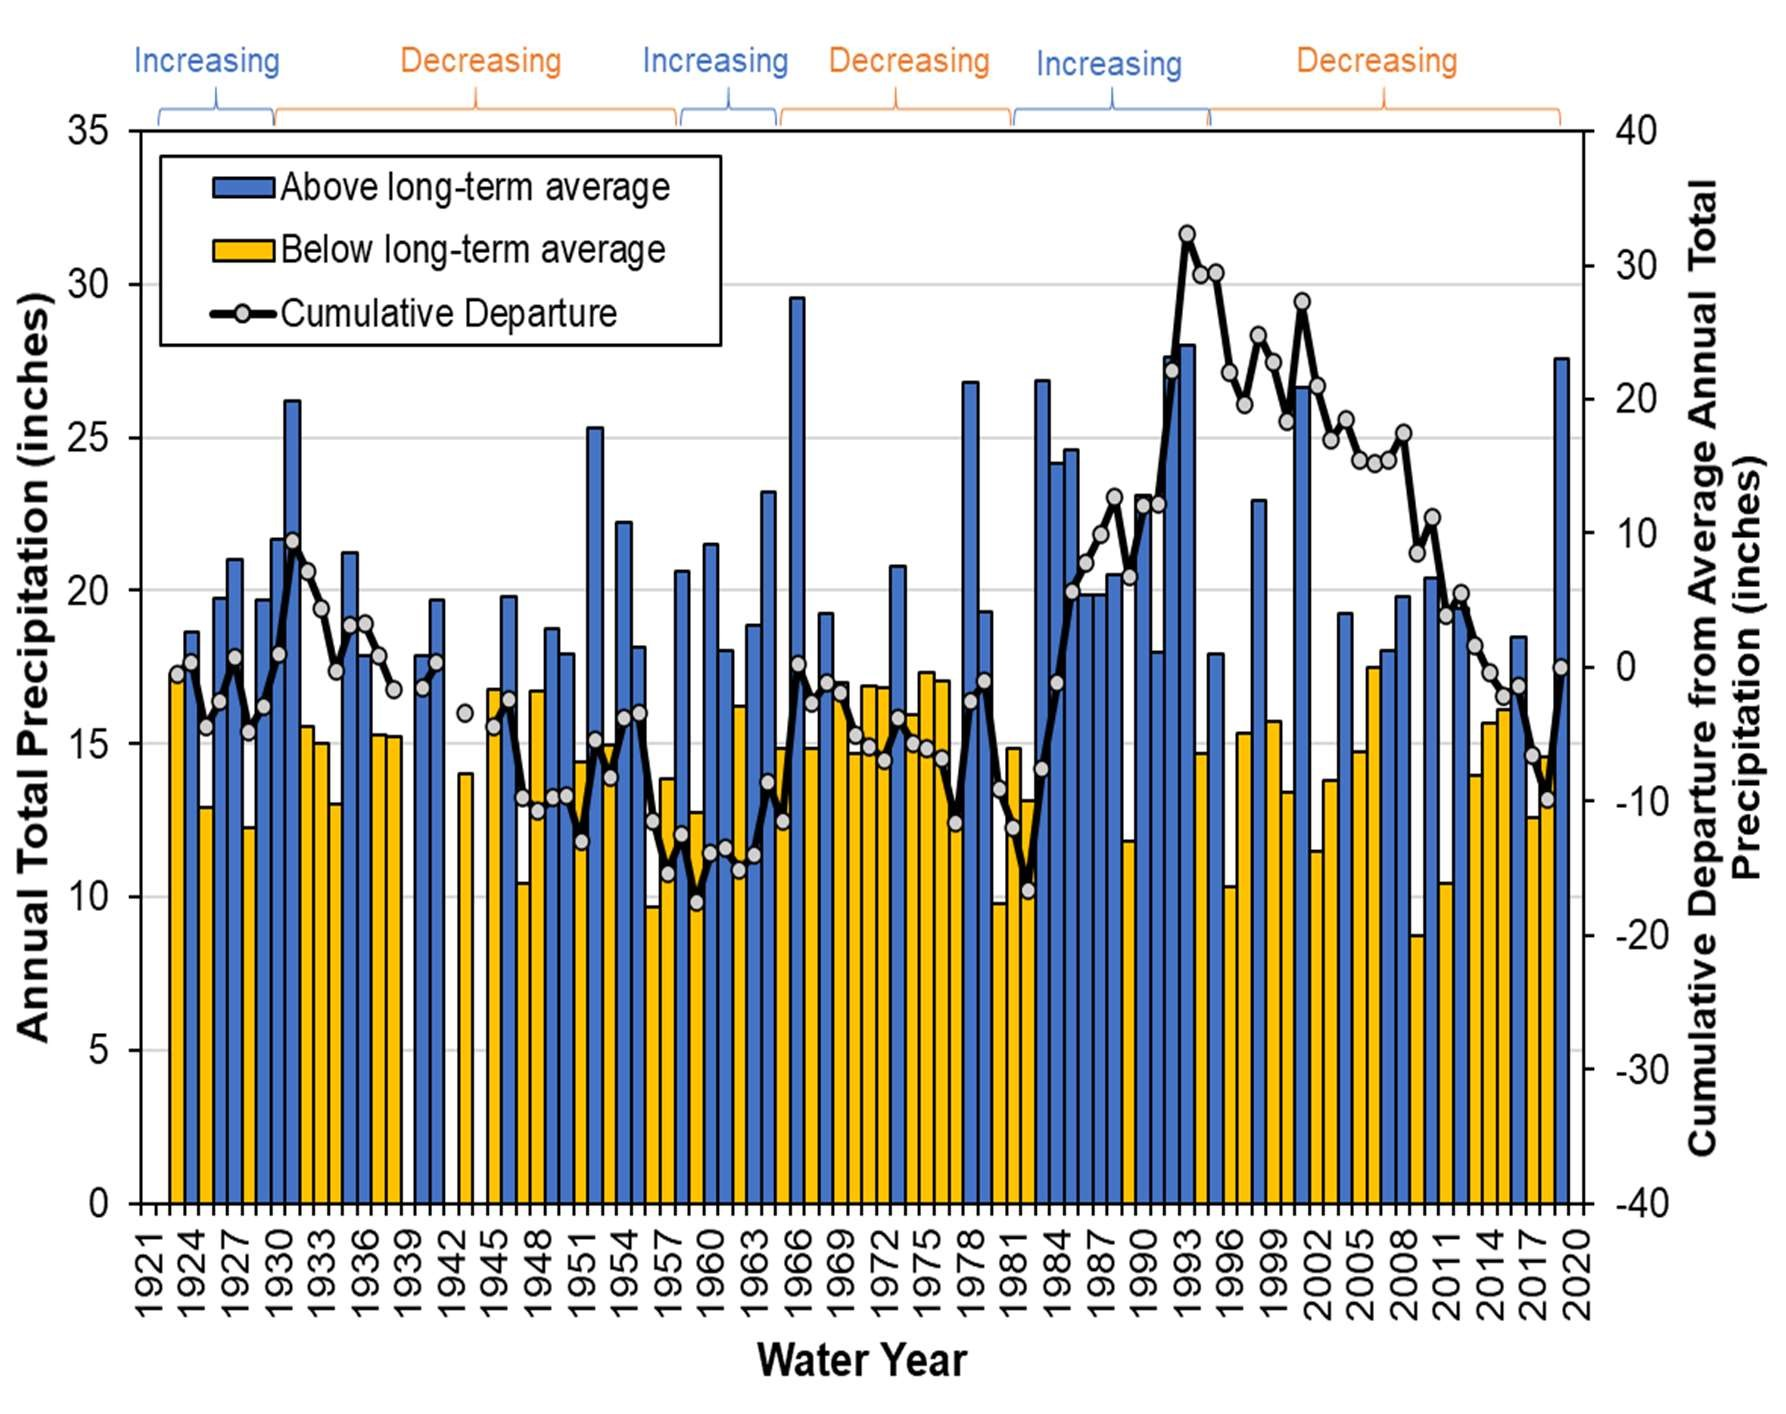 Increasing Decreasing Increasing Decreasing Increasing Decreasing
Above long-term average
Below long-term average
Cumulative Departure
Annual Total Precipitation (inches)
35
30
25
20
15
10
5
0
40
30
20
10
0
-10
-20
-30
-40
Cumulative Departure from Average Annual Total
Precipitation (inches)
1921 1924 1927 1930 1933 1936 1939 1942 1945 1948 1951 1954 1957 1960 1963 1966 1969 1972 1975 1978 1981 1984 1987 1990 1993 1996 1999 2002 2005 2008 2011 2014 2017 2020
Water Year